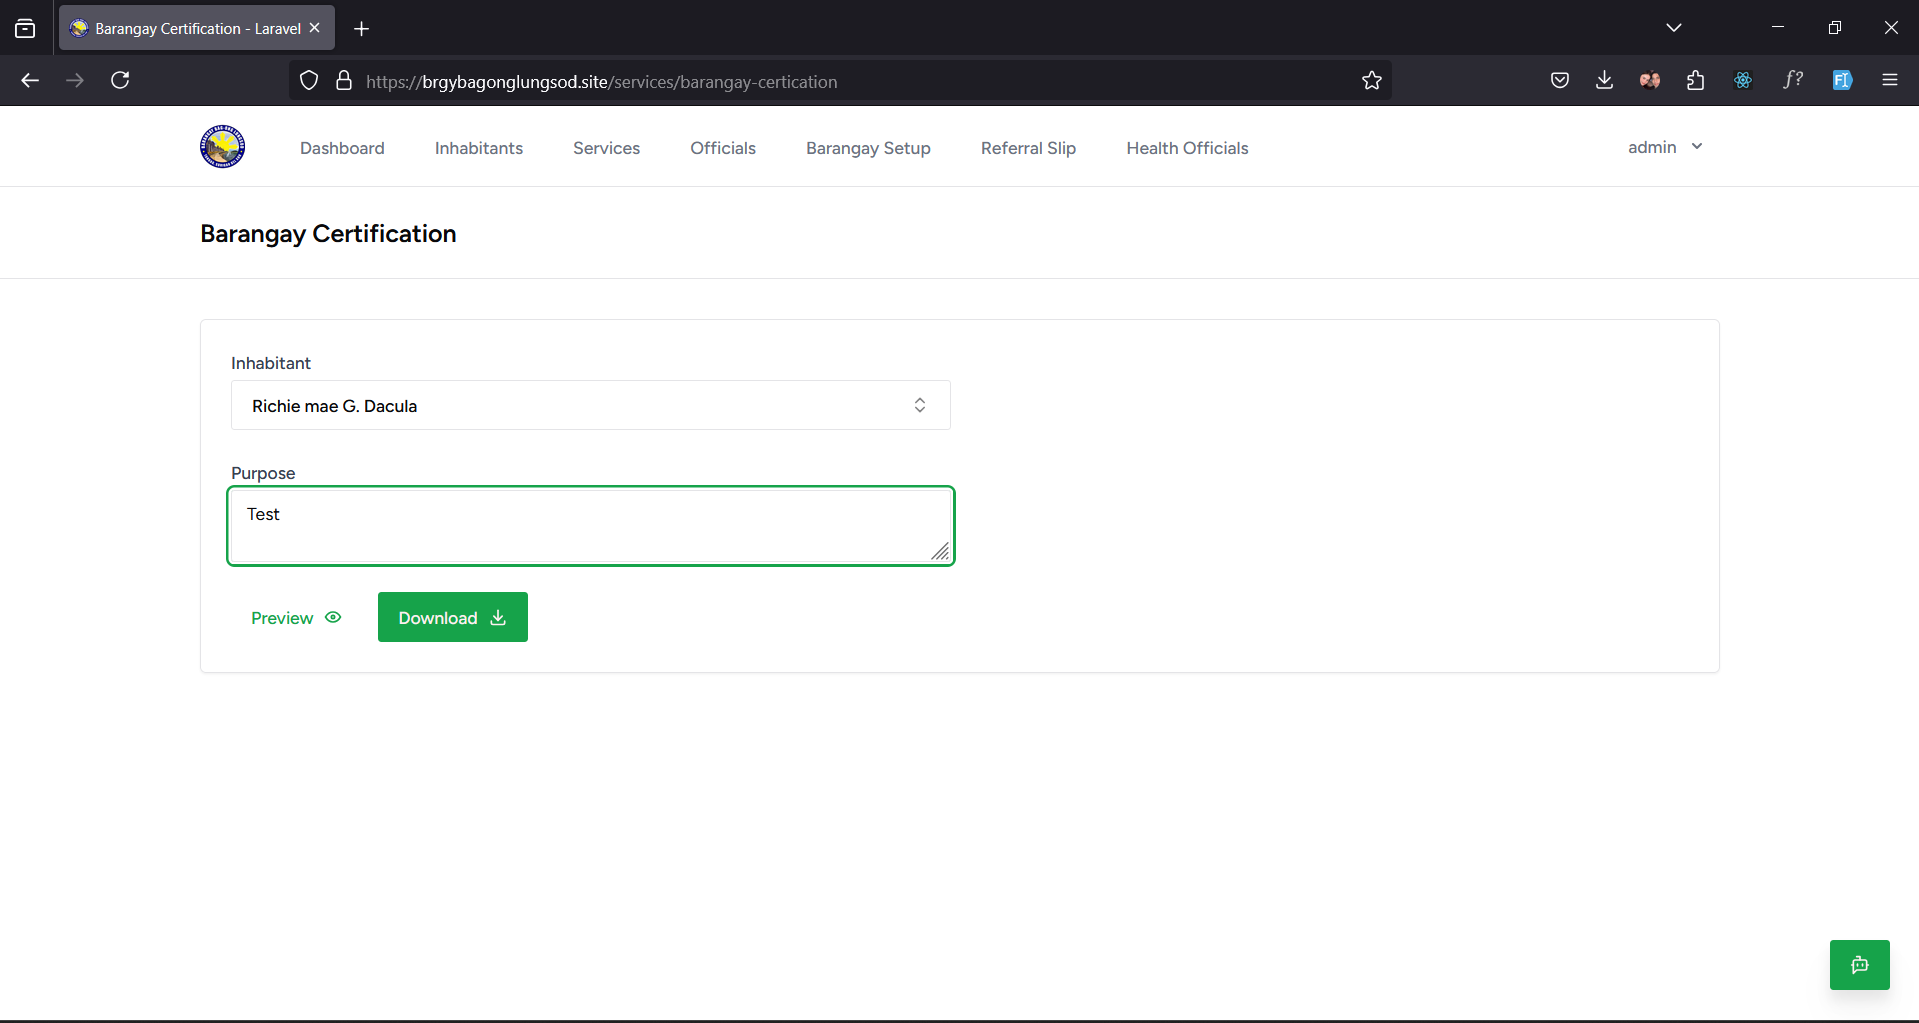 Barangay Certification - Laravel
https://brgybagonglungsod.site/services/barangay-certication
Dashboard
Inhabitants
Services
Officials
Barangay Setup
Referral Slip
Health Officials
admin
Barangay Certification
Inhabitant
Richie mae G. Dacula
Purpose
Test
Preview
Download